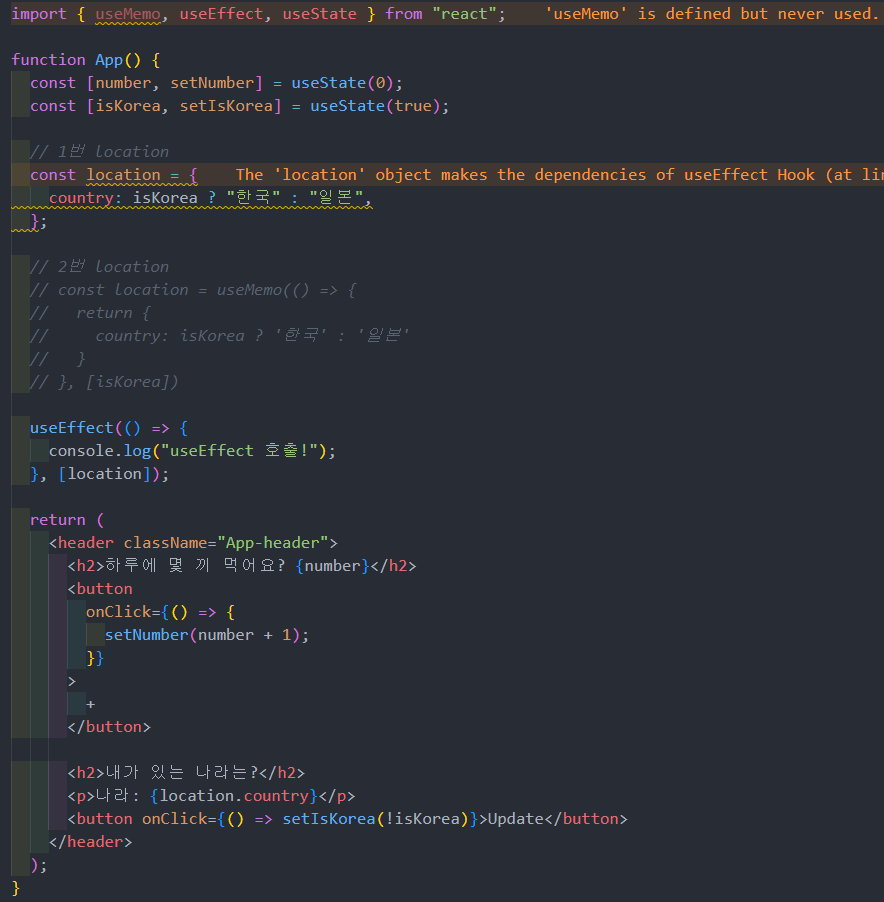 import { useMemo, useEffect, useState } from "react";    'useMemo' is defined but never used.
function App() {
const [number, setNumber] = useState(0);
const [isKorea, setIsKorea] = useState(true);
// 1번 location
const location = {    The 'location' object makes the dependencies of useEffect Hook (at
country: isKorea ? "한국" : "일본",
};
// 2번 location
// const location = useMemo(() => {
//   return {
//     country: isKorea ? '한국' : '일본'
//   }
// }, [isKorea])
useEffect(() => {
console.log("useEffect 호출!");
}, [location]);
return (
<header className="App-header">
<h2>하루에 몇 끼 먹어요? {number}</h2>
<button
onClick={() => {
setNumber(number + 1);
}}
>
+
</button>
<h2>내가 있는 나라는?</h2>
<p>나라: {location.country}</p>
<button onClick={() => setIsKorea(!isKorea)}>Update</button>
</header>
);
}